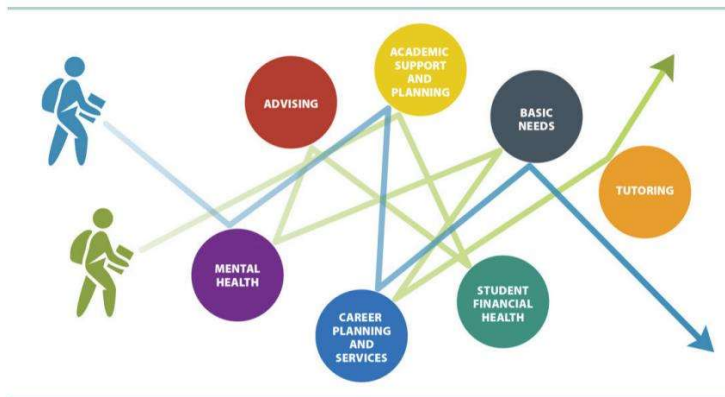 ADVISING
ACADEMIC
SUPPORT
AND
PLANNING
BASIC
NEEDS
TUTORING
MENTAL
HEALTH
CAREER
PLANNING
AND
SERVICES
STUDENT
FINANCIAL
HEALTH